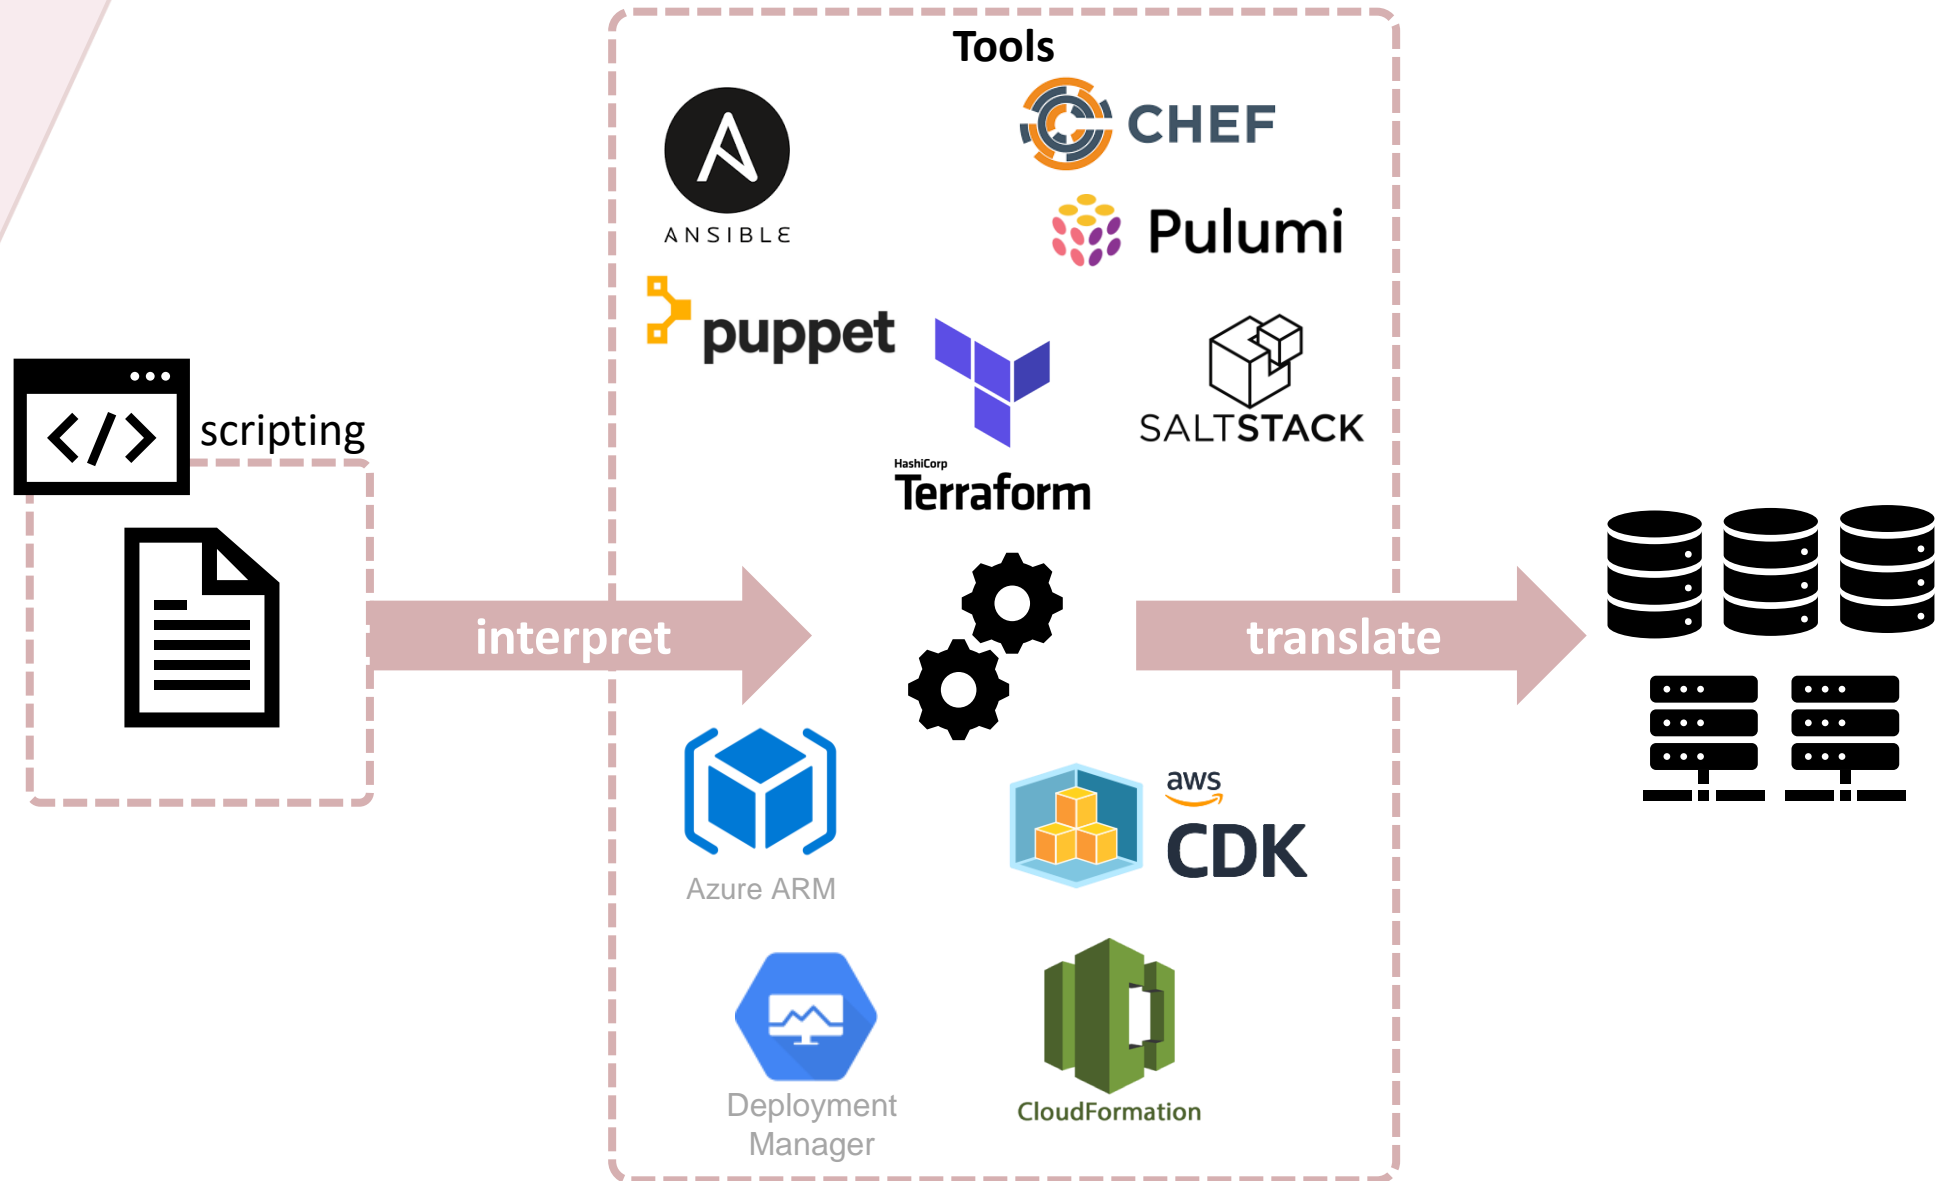 Tools
CHEF
ANSIBLE
Pulumi
puppet
SALTSTACK
HashiCorp
Terraform
</>
scripting
interpret
translate
Azure ARM
aws
CDK
Deployment
Manager
CloudFormation